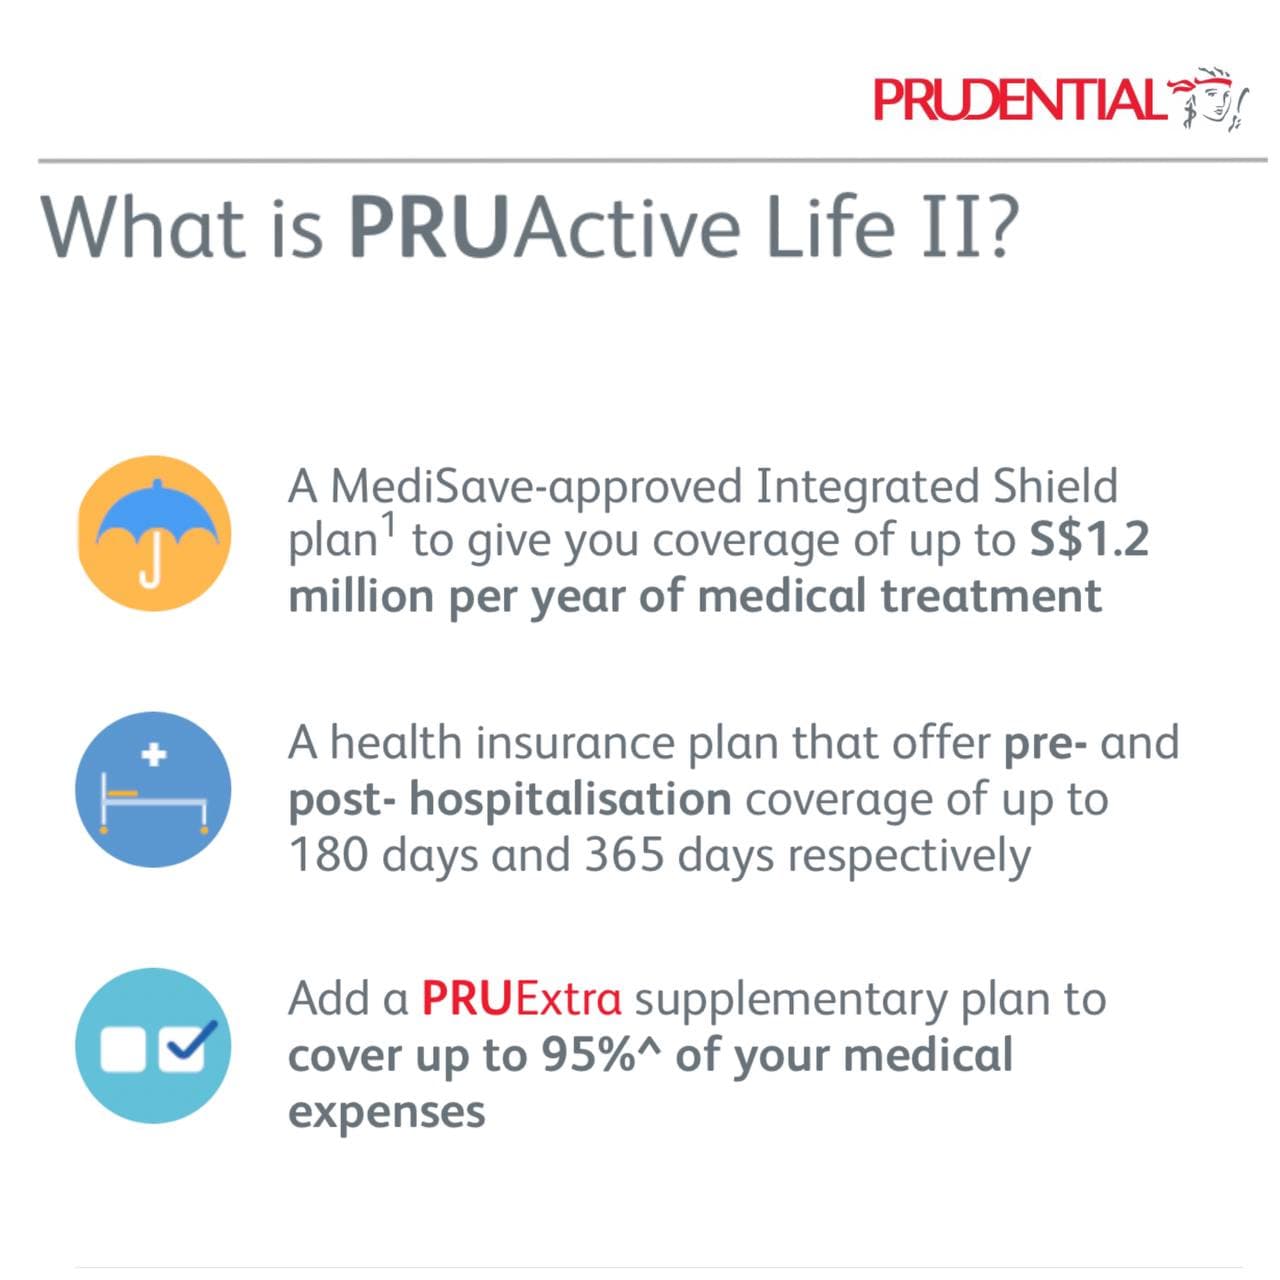 PRUDENTIAL
What is PRUActive Life II?
A MediSave-approved Integrated Shield
plan¹ to give you coverage of up to S$1.2
million per year of medical treatment
A health insurance plan that offer pre- and
post- hospitalisation coverage of up to
180 days and 365 days respectively
Add a PRUExtra supplementary plan to
cover up to 95%^ of your medical
expenses